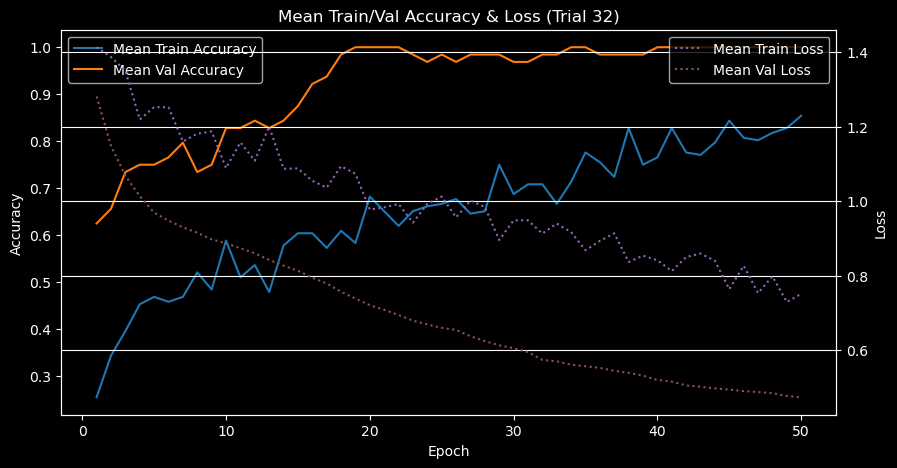 Mean Train/Val Accuracy & Loss (Trial 32)
Mean Train Accuracy
Mean Val Accuracy
Mean Train Loss
Mean Val Loss
1.0
0.9
0.8
0.7
0.6
0.5
0.4
0.3
Accuracy
1.4
1.2
1.0
0.8
0.6
Loss
0 10 20 30 40 50
Epoch